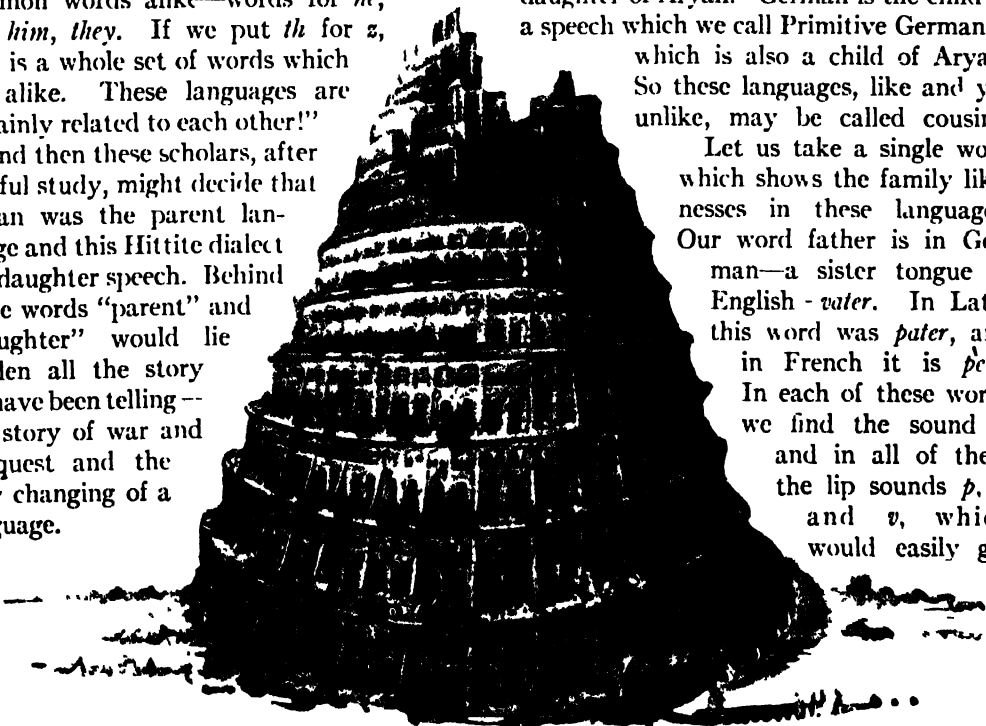 mon words alike—words for
him, they. If we put th for z,
is a whole set of words which
alike. These languages are
ainly related to each other!”
nd then these scholars, after
ful study, might decide that
an was the parent lan-
ge and this Hittite dialect
daughter speech. Behind
e words “parent” and
ughter” would lie
den all the story
have been telling—
story of war and
quest and the
changing of a
guage.
a speech which we call Primitive German
which is also a child of Arya
So these languages, like and y
unlike, may be called cousin
Let us take a single wo
which shows the family lik
nesses in these language
Our word father is in Ge
man—a sister tongue
English - vater. In Lat
this word was pater, a
in French it is pè
In each of these wor
we find the sound
and in all of the
the lip sounds p,
and v, whic
would easily g